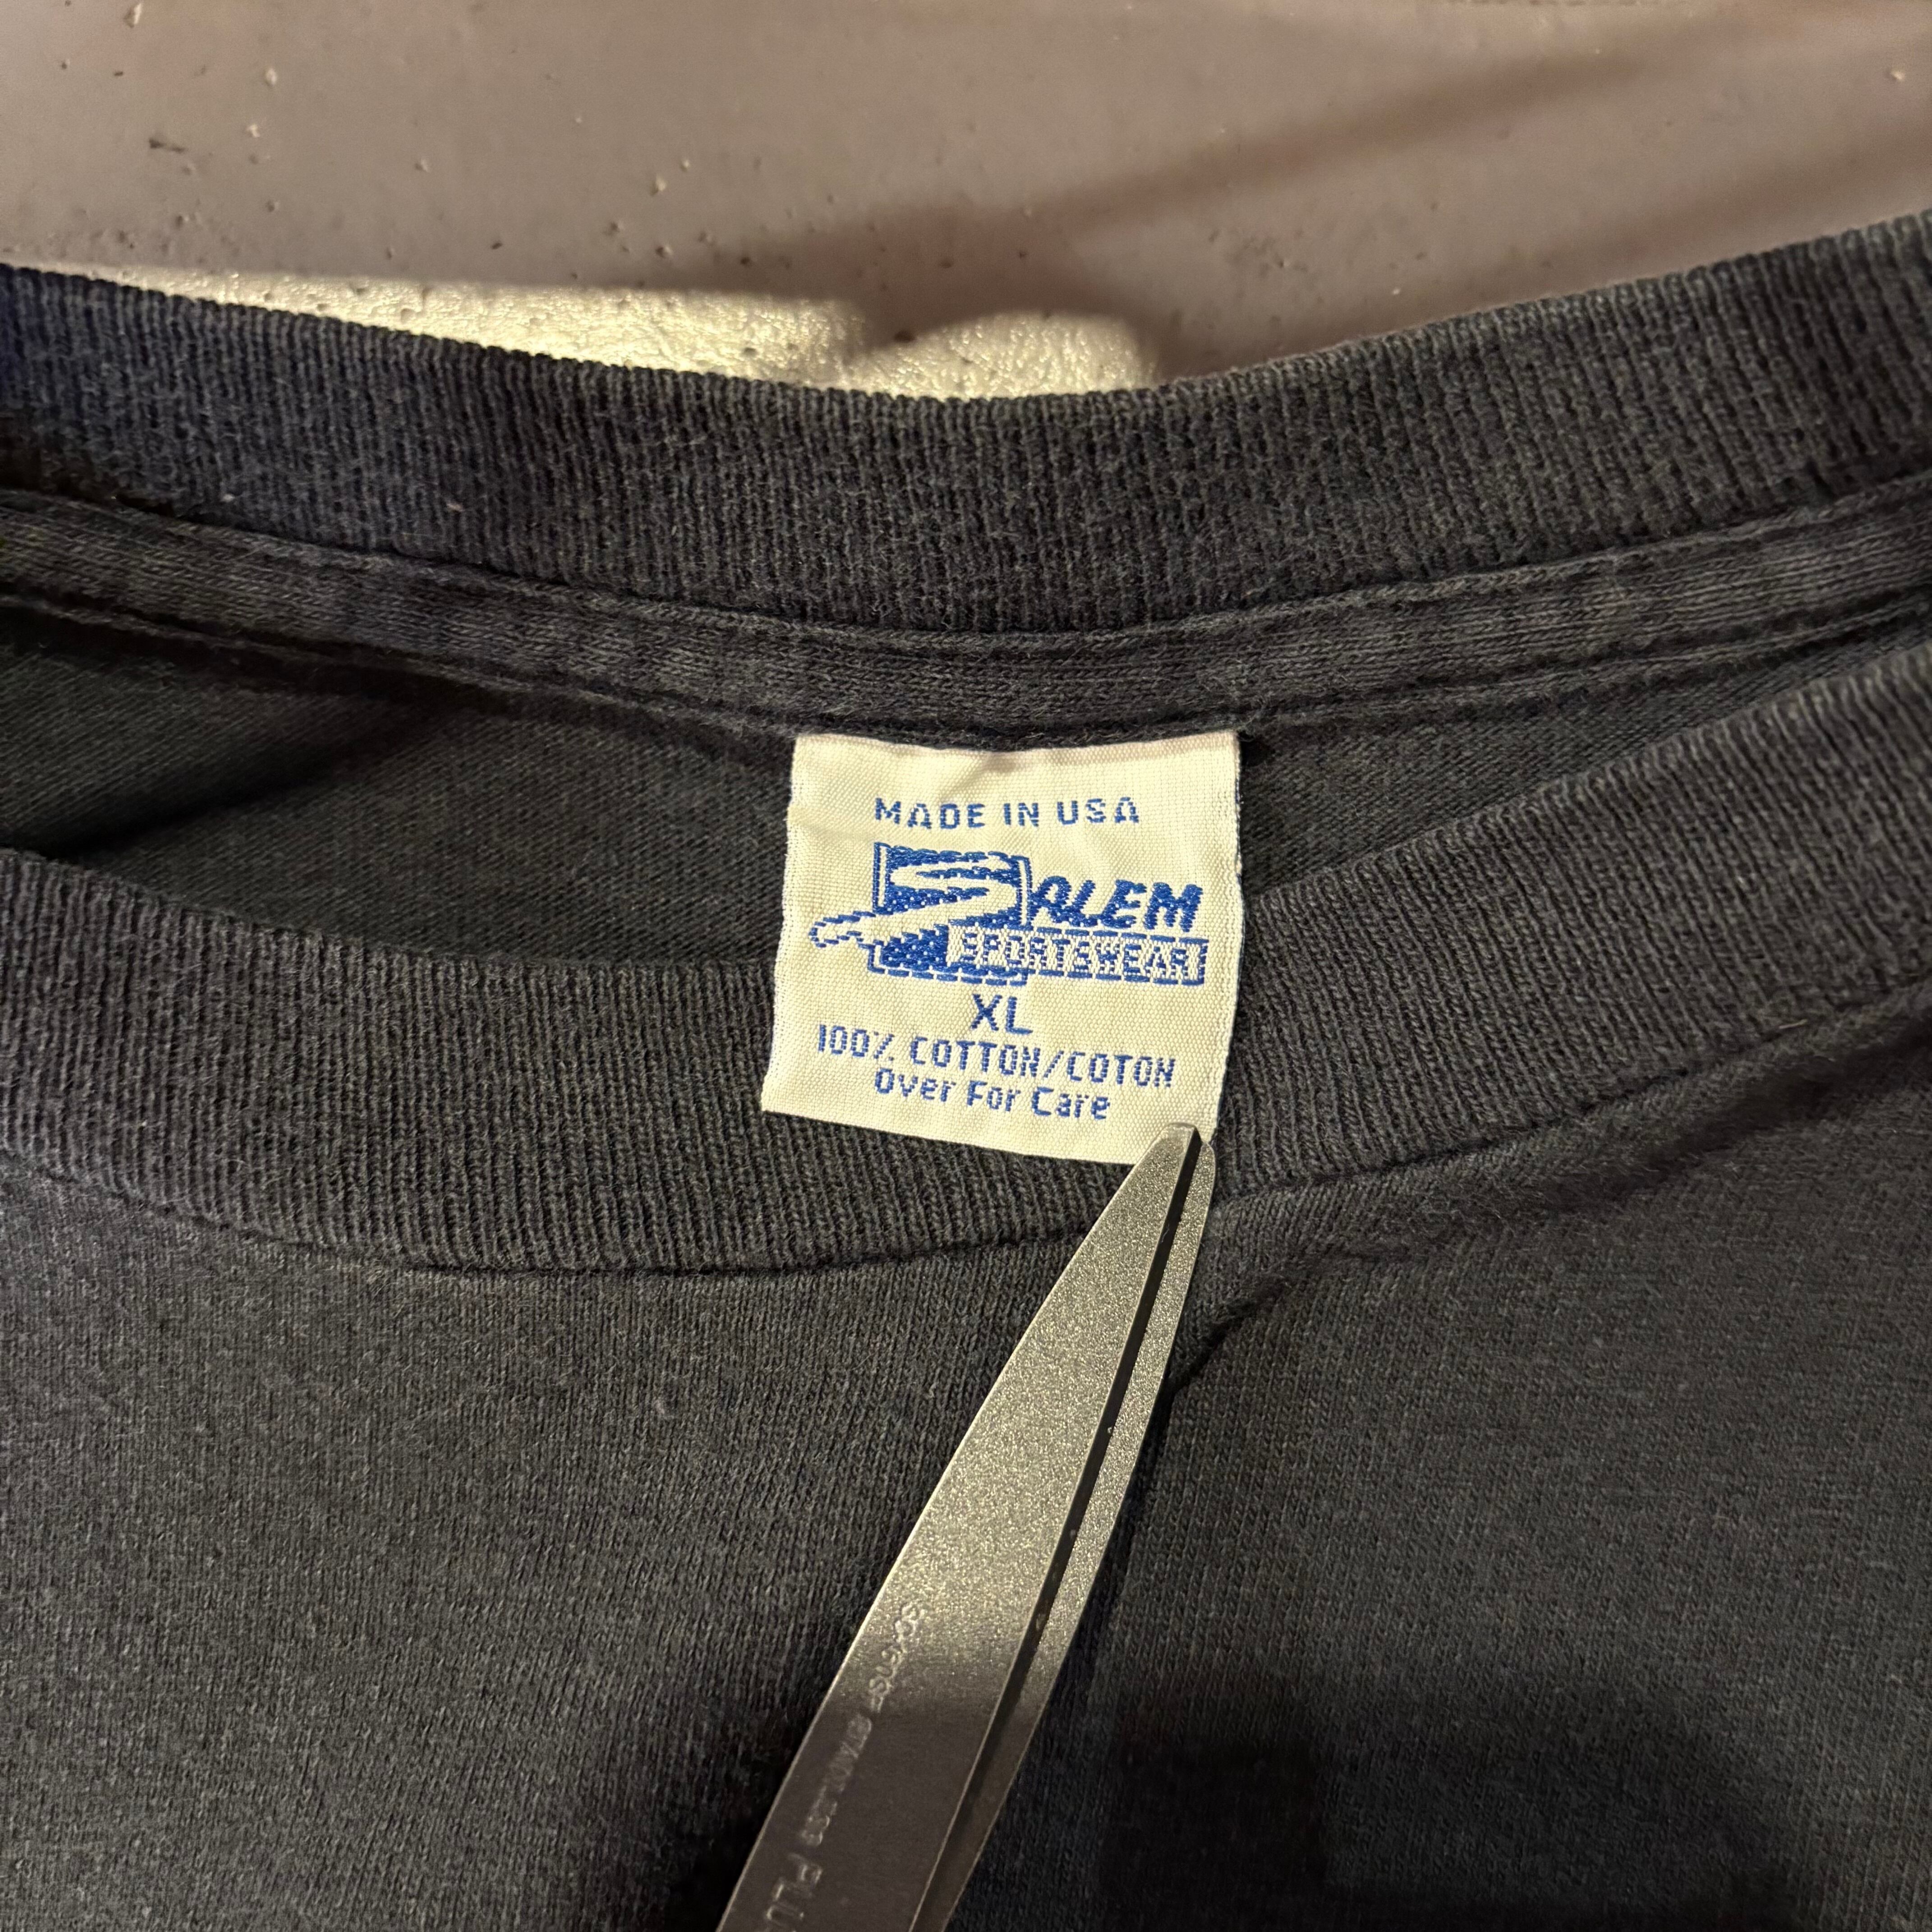 MADE IN USA
SALEM
SPORTSWEAR
XL
100% COTTON/COTON
Over For Care